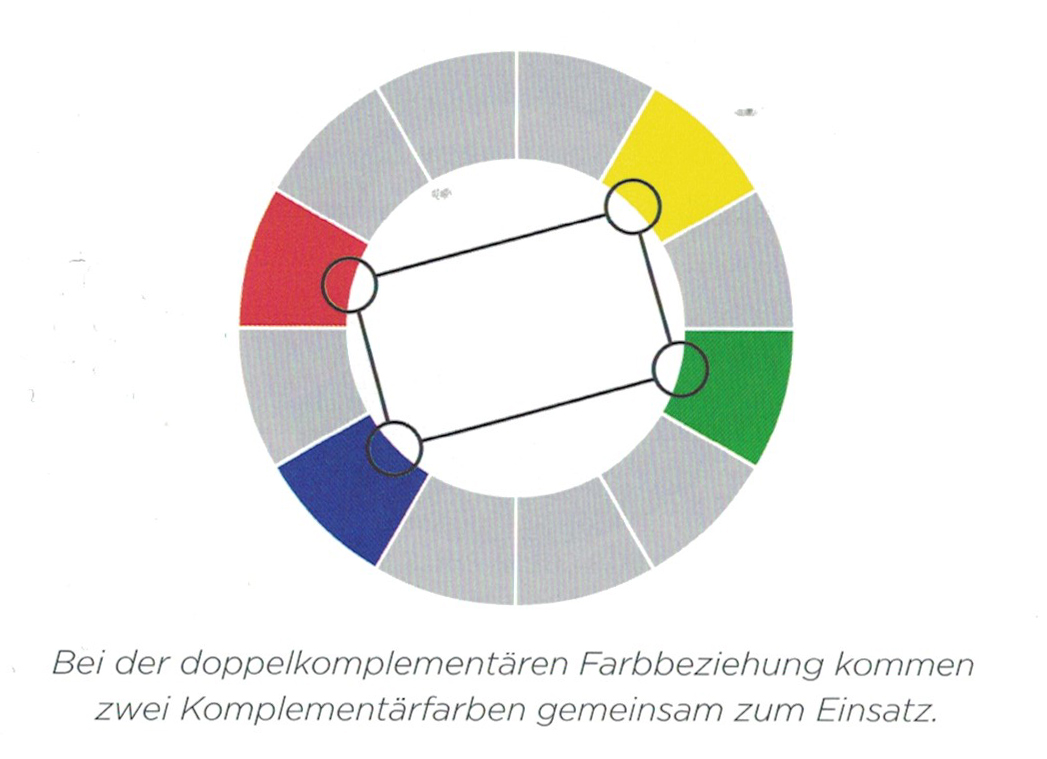 Bei der doppelkomplementären Farbbeziehung kommen
zwei Komplementärfarben gemeinsam zum Einsatz.